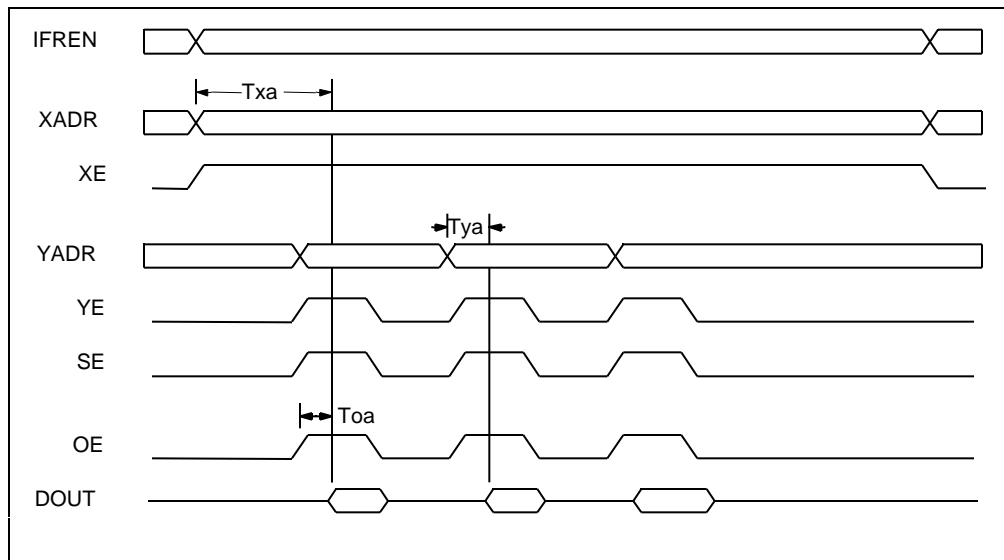 IFREN
Txa
XADR
XE
Tya
YADR
YE
SE
Toa
OE
DOUT